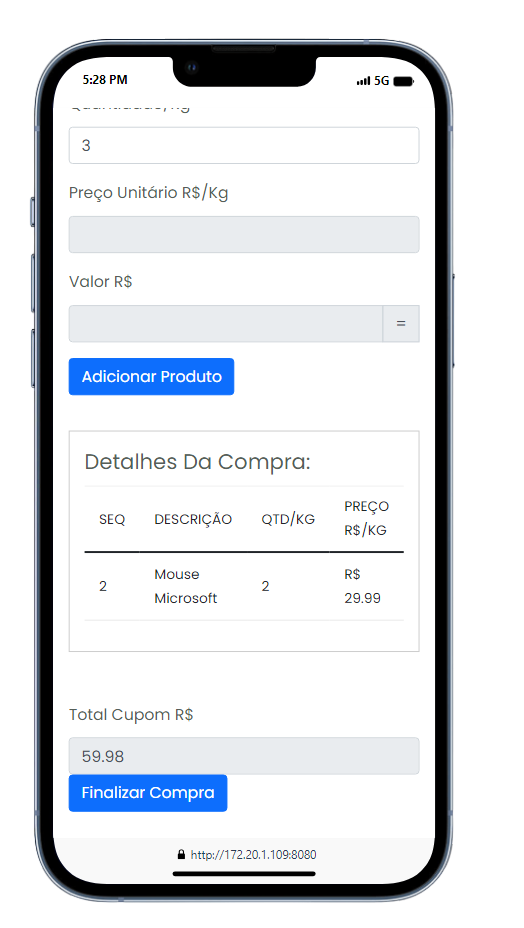 5:28 PM
5G
3
Preço Unitário R$/Kg
Valor R$
=
Adicionar Produto
Detalhes Da Compra:
SEQ DESCRIÇÃO QTD/KG PREÇO R$/KG
2 Mouse Microsoft 2 R$ 29.99
Total Cupom R$
59.98
Finalizar Compra
http://172.20.1.109:8080